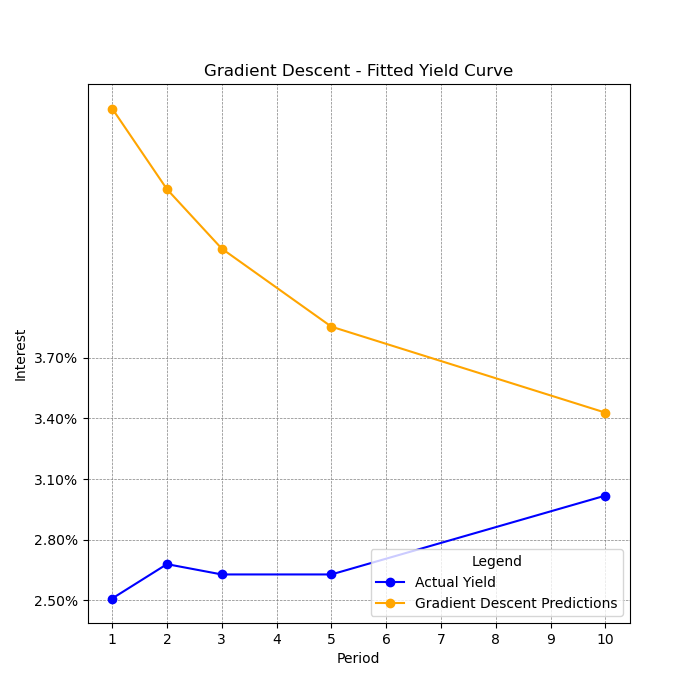 Gradient Descent - Fitted Yield Curve
Interest
3.70%
3.40%
3.10%
2.80%
2.50%
Legend
Actual Yield
Gradient Descent Predictions
1 2 3 4 5 6 7 8 9 10
Period